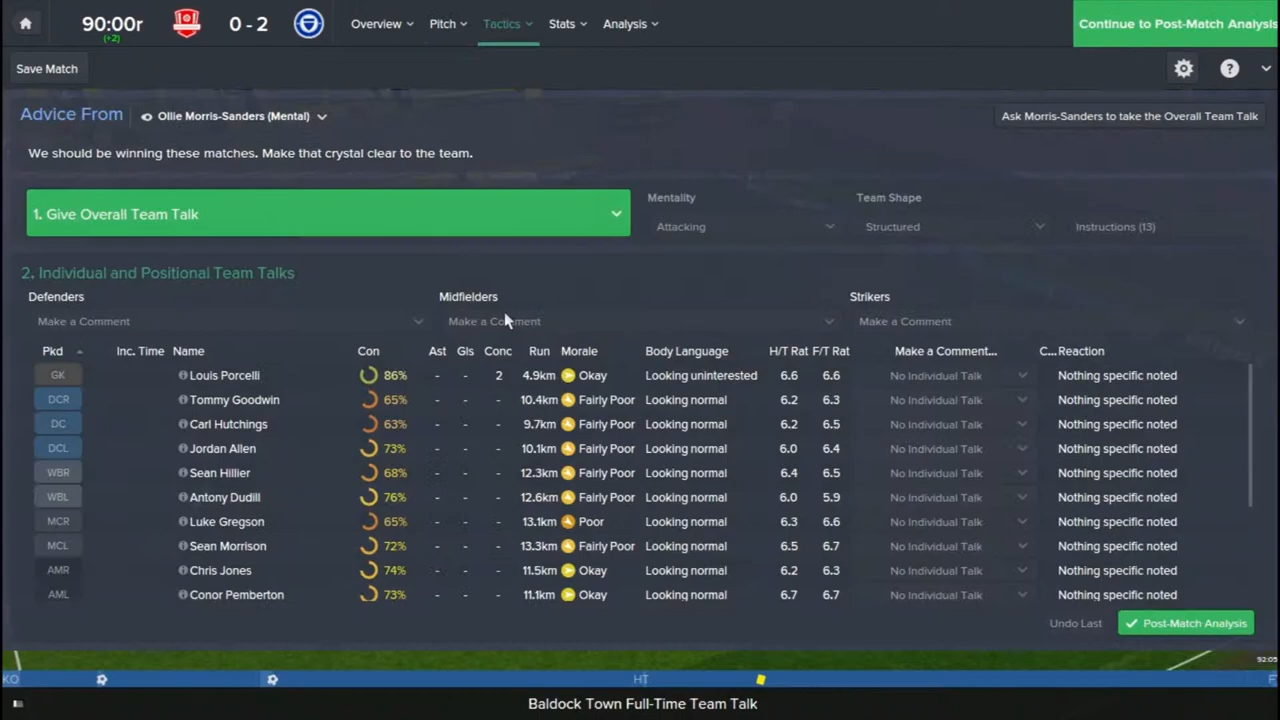 90:00r
(+2)
0 - 2
Overview
Pitch
Tactics
Stats
Analysis
Continue to Post-Match Analysis
Save Match
Advice From
Ollie Morris-Sanders (Mental)
Ask Morris-Sanders to take the Overall Team Talk
We should be winning these matches. Make that crystal clear to the team.
1. Give Overall Team Talk
Mentality
Team Shape
Attacking
Structured
Instructions (13)
2. Individual and Positional Team Talks
Defenders
Midfielders
Strikers
Make a Comment
Make a Comment
Make a Comment
Pkd Inc. Time Name Con Ast Gls Conc Run Morale Body Language H/T Rat F/T Rat Make a Comment... C... Reaction
GK Louis Porcelli 86% - - 2 4.9km Okay Looking uninterested 6.6 6.6 No Individual Talk Nothing specific noted
DCR Tommy Goodwin 65% - - - 10.4km Fairly Poor Looking normal 6.2 6.3 No Individual Talk Nothing specific noted
DC Carl Hutchings 63% - - - 9.7km Fairly Poor Looking normal 6.2 6.5 No Individual Talk Nothing specific noted
DCL Jordan Allen 73% - - - 10.1km Fairly Poor Looking normal 6.0 6.4 No Individual Talk Nothing specific noted
WBR Sean Hillier 68% - - - 12.3km Fairly Poor Looking normal 6.4 6.5 No Individual Talk Nothing specific noted
WBL Antony Dudill 76% - - - 12.6km Fairly Poor Looking normal 6.0 5.9 No Individual Talk Nothing specific noted
MCR Luke Gregson 65% - - - 13.1km Poor Looking normal 6.3 6.6 No Individual Talk Nothing specific noted
MCL Sean Morrison 72% - - - 13.3km Fairly Poor Looking normal 6.5 6.7 No Individual Talk Nothing specific noted
AMR Chris Jones 74% - - - 11.5km Okay Looking normal 6.2 6.3 No Individual Talk Nothing specific noted
AML Conor Pemberton 73% - - - 11.1km Okay Looking normal 6.7 6.7 No Individual Talk Nothing specific noted
Undo Last
Post-Match Analysis
92:05
KO
HT
F
Baldock Town Full-Time Team Talk